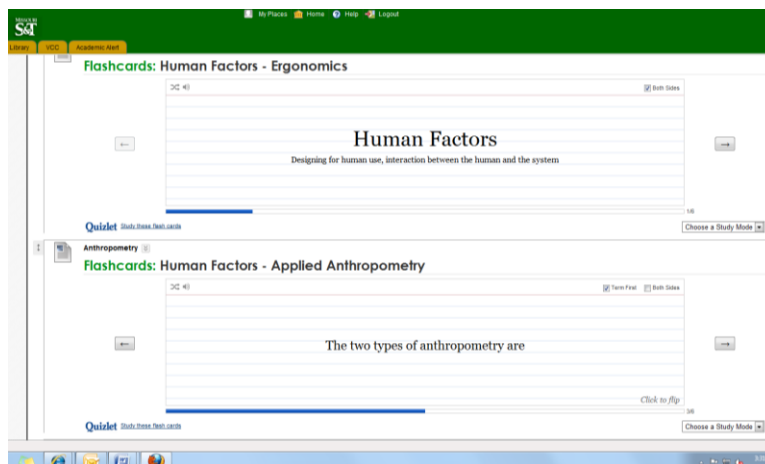 MISSOURI
S&T
My Places Home Help Logout
Library VCC Academic Alert
Flashcards: Human Factors - Ergonomics
Both Sides
Human Factors
Designing for human use, interaction between the human and the system
Quizlet Study these flash cards
Choose a Study Mode
Anthropometry
Flashcards: Human Factors - Applied Anthropometry
Term First Both Sides
The two types of anthropometry are
Click to flip
Quizlet Study these flash cards
Choose a Study Mode